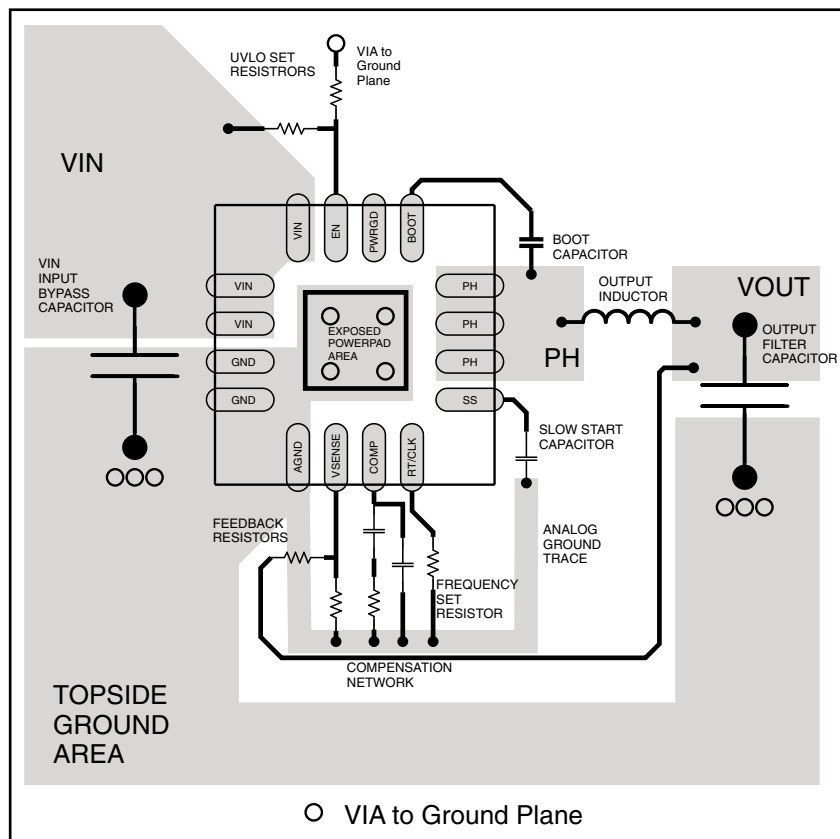 UVLO SET
RESISTRORS
VIA to
Ground
Plane
VIN
VIN
EN
PWRGD
BOOT
BOOT
CAPACITOR
VIN
INPUT
BYPASS
CAPACITOR
VIN
VIN
GND
GND
EXPOSED
POWERPAD
AREA
PH
PH
PH
SS
OUTPUT
INDUCTOR
PH
VOUT
OUTPUT
FILTER
CAPACITOR
SLOW START
CAPACITOR
AGND
VSENSE
COMP
RT/CLK
FEEDBACK
RESISTORS
ANALOG
GROUND
TRACE
FREQUENCY
SET
RESISTOR
COMPENSATION
NETWORK
TOPSIDE
GROUND
AREA
VIA to Ground Plane